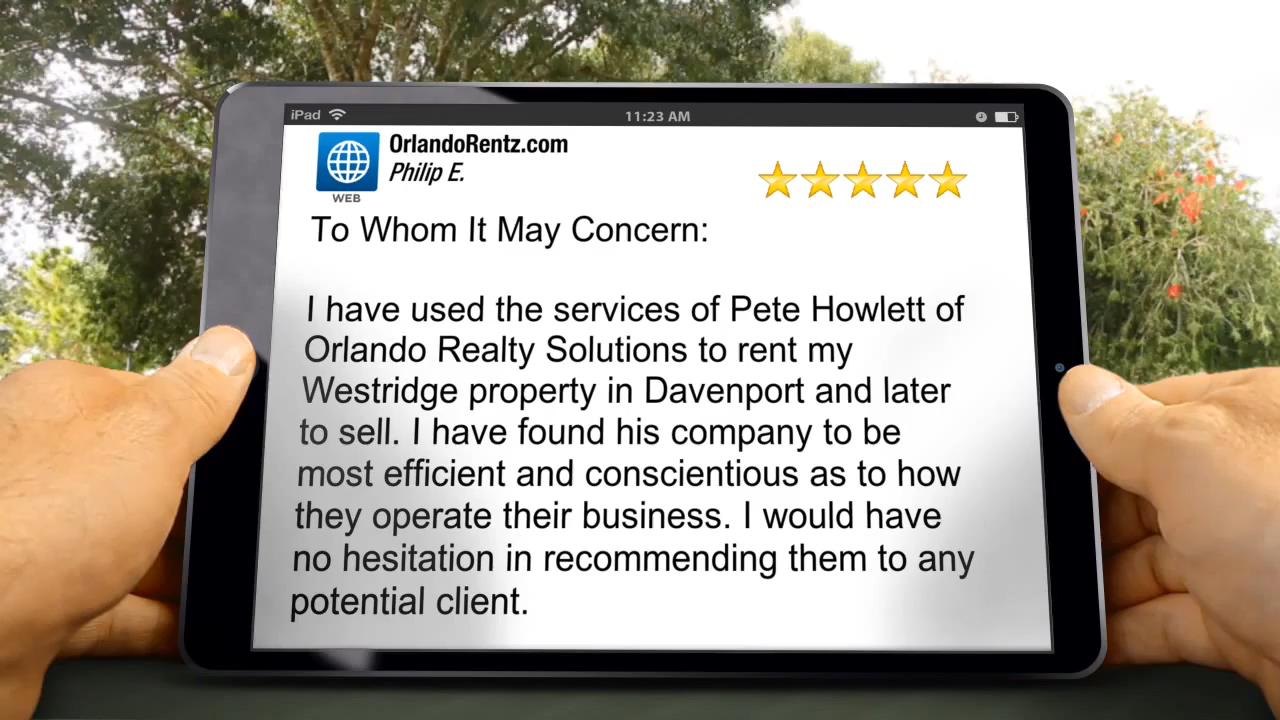 iPad 11:23 AM
OrlandoRentz.com
Philip E.
WEB
To Whom It May Concern:
I have used the services of Pete Howlett of
Orlando Realty Solutions to rent my
Westridge property in Davenport and later
to sell. I have found his company to be
most efficient and conscientious as to how
they operate their business. I would have
no hesitation in recommending them to any
potential client.